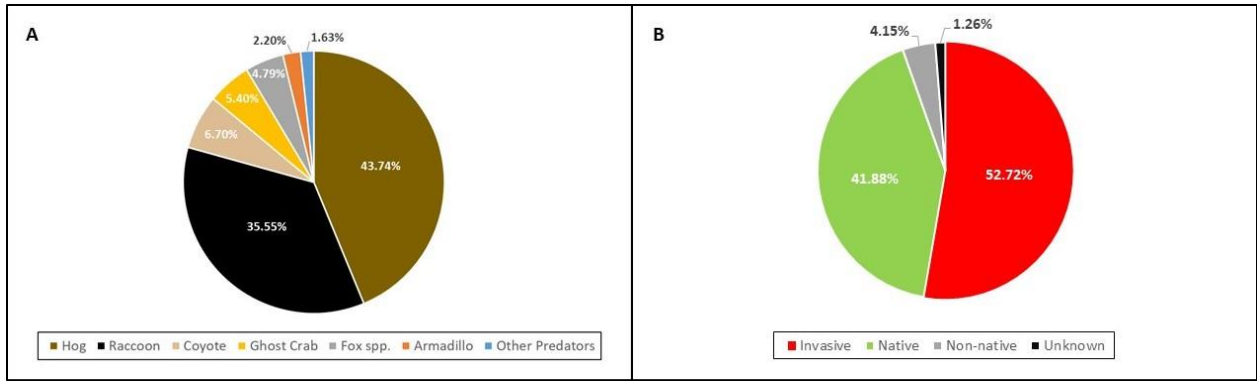 A
2.20%
1.63%
4.79%
5.40%
6.70%
43.74%
35.55%
Hog Raccoon Coyote Ghost Crab Fox spp. Armadillo Other Predators
B
4.15%
1.26%
41.88%
52.72%
Invasive Native Non-native Unknown